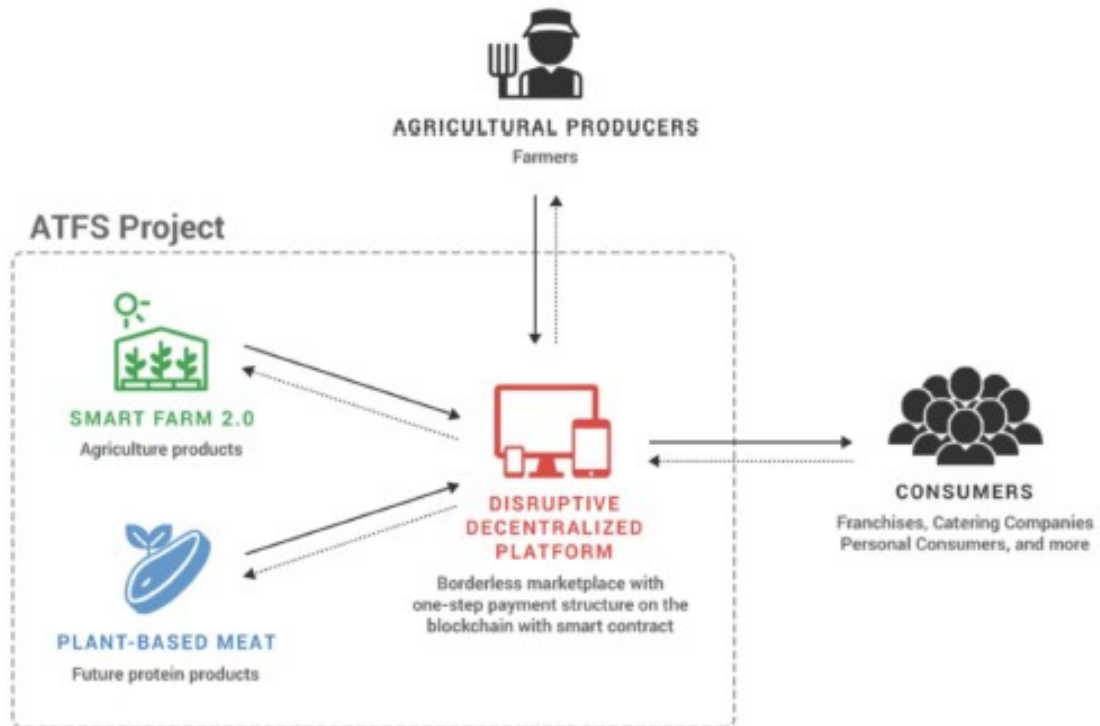 AGRICULTURAL PRODUCERS
Farmers
ATFS Project
SMART FARM 2.0
Agriculture products
DISRUPTIVE
DECENTRALIZED
PLATFORM
Borderless marketplace with
one-step payment structure on the
blockchain with smart contract
CONSUMERS
Franchises, Catering Companies
Personal Consumers, and more
PLANT-BASED MEAT
Future protein products